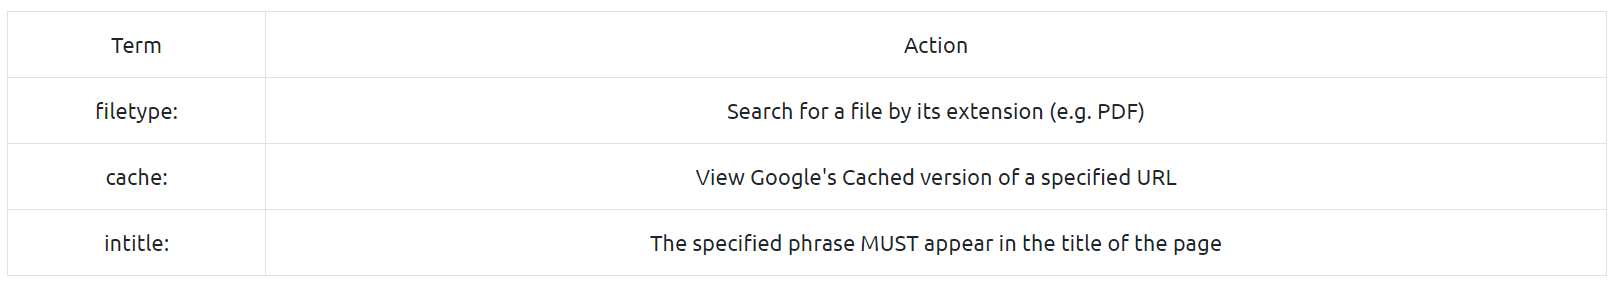 Term Action
filetype: Search for a file by its extension (e.g. PDF)
cache: View Google's Cached version of a specified URL
intitle: The specified phrase MUST appear in the title of the page